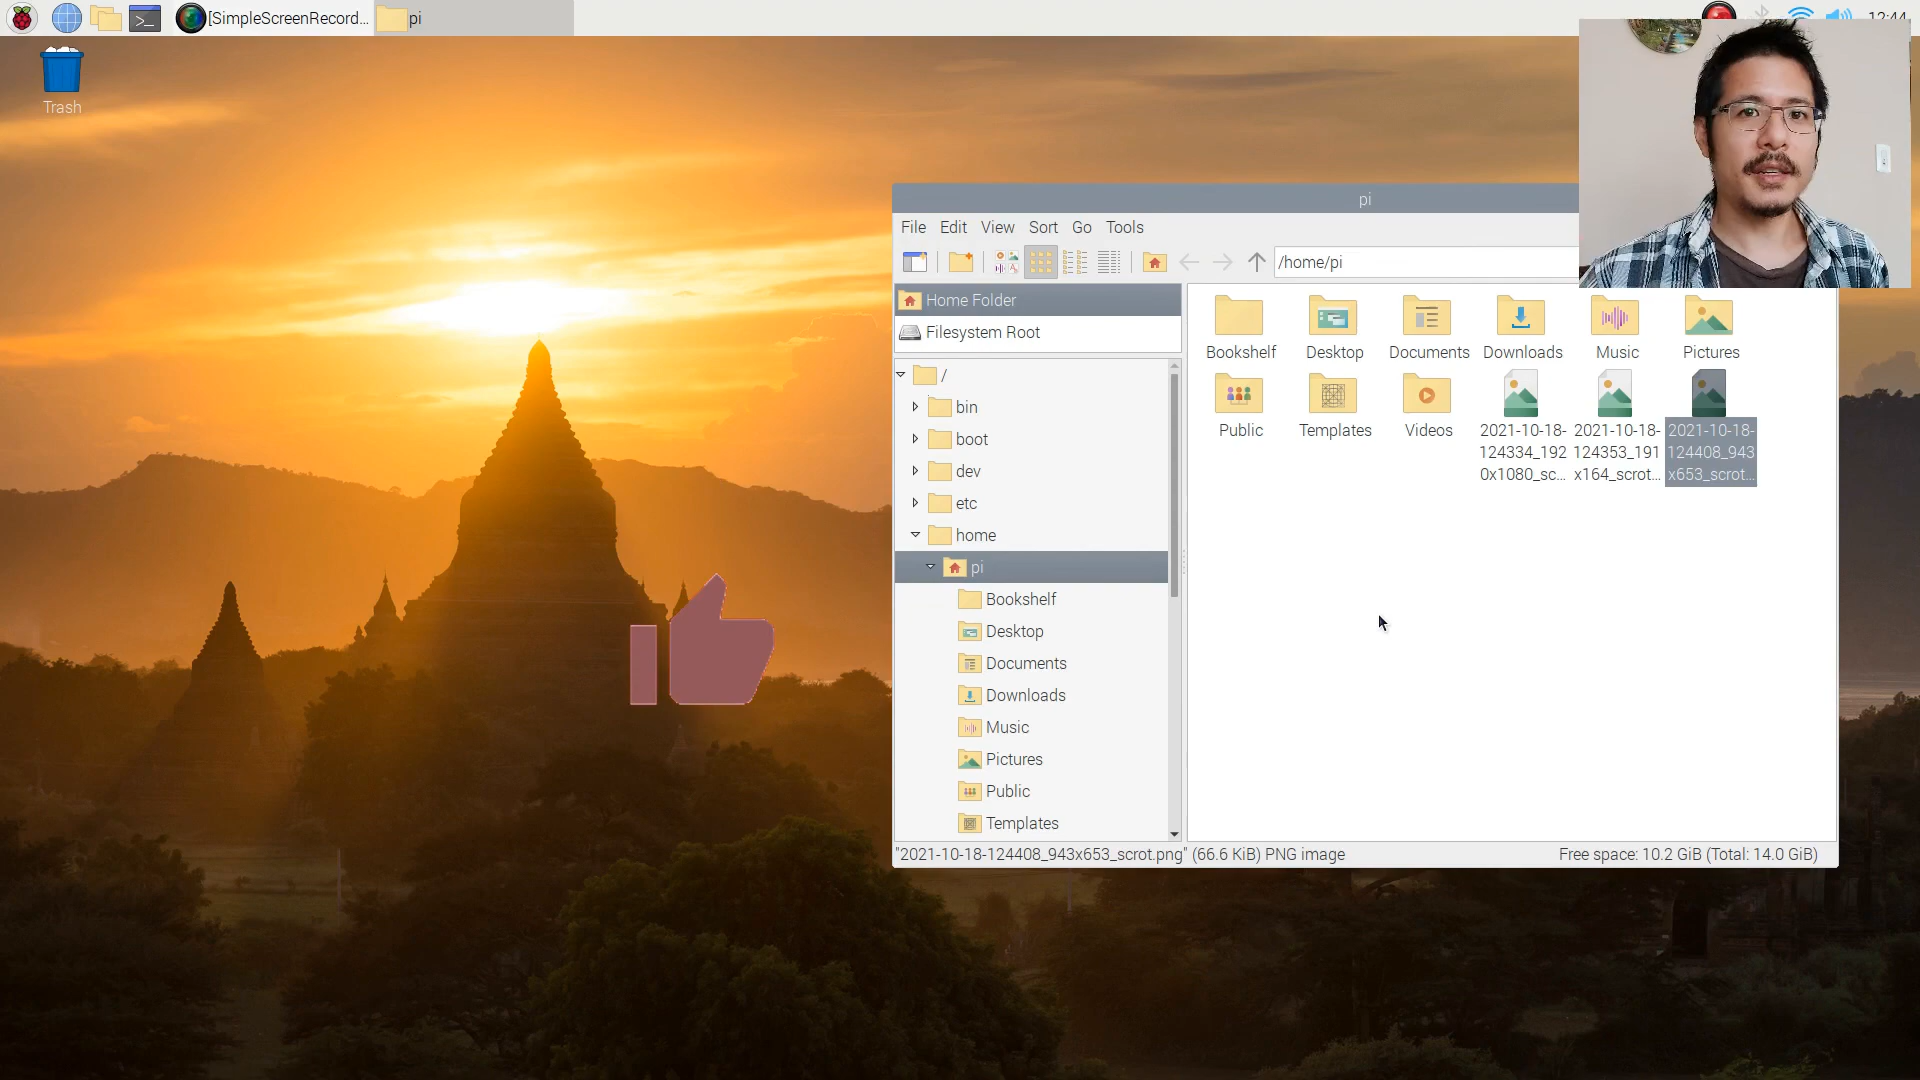 [SimpleScreenRecord... pi 12:44
Trash
pi
File Edit View Sort Go Tools
/home/pi
Home Folder
Filesystem Root
/
bin
boot
dev
etc
home
pi
Bookshelf
Desktop
Documents
Downloads
Music
Pictures
Public
Templates
Bookshelf Desktop Documents Downloads Music Pictures
Public Templates Videos
2021-10-18-
124334_192
0x1080_sc...
2021-10-18-
124353_191
x164_scrot...
2021-10-18-
124408_943
x653_scrot...
"2021-10-18-124408_943x653_scrot.png" (66.6 KiB) PNG image Free space: 10.2 GiB (Total: 14.0 GiB)